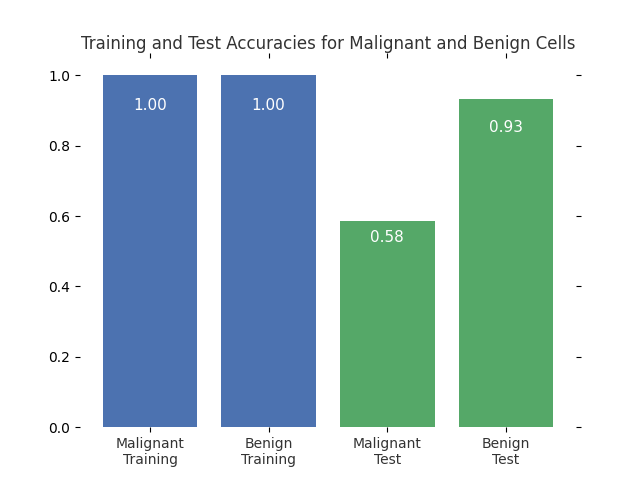 Training and Test Accuracies for Malignant and Benign Cells
1.0
0.8
0.6
0.4
0.2
0.0
1.00
1.00
0.58
0.93
Malignant
Training
Benign
Training
Malignant
Test
Benign
Test